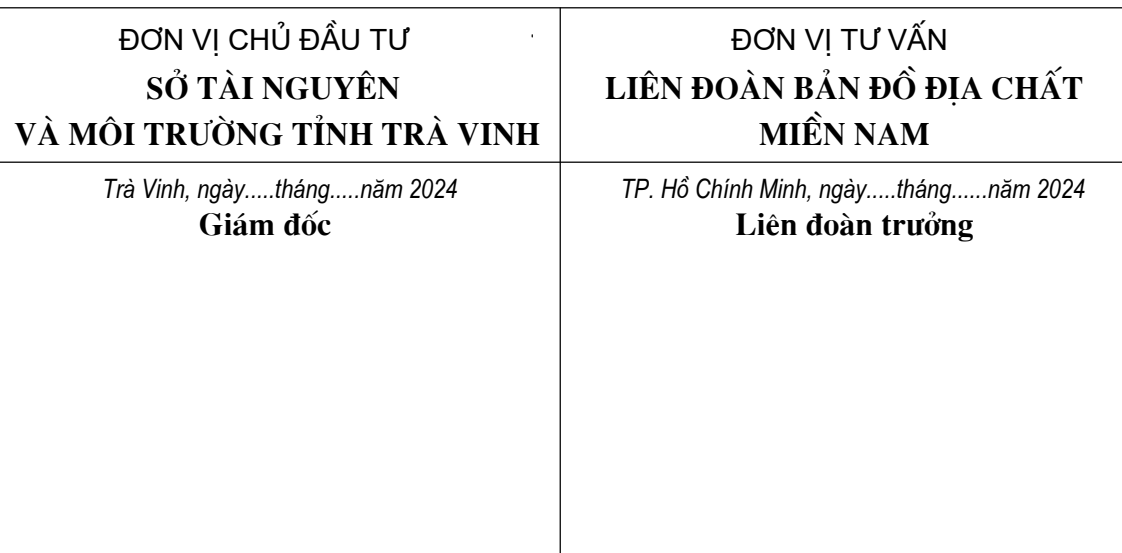 ĐƠN VỊ CHỦ ĐẦU TƯ
SỞ TÀI NGUYÊN
VÀ MÔI TRƯỜNG TỈNH TRÀ VINH
Trà Vinh, ngày.....tháng.....năm 2024
Giám đốc
ĐƠN VỊ TƯ VẤN
LIÊN ĐOÀN BẢN ĐỒ ĐỊA CHẤT
MIỀN NAM
TP. Hồ Chính Minh, ngày.....tháng......năm 2024
Liên đoàn trưởng